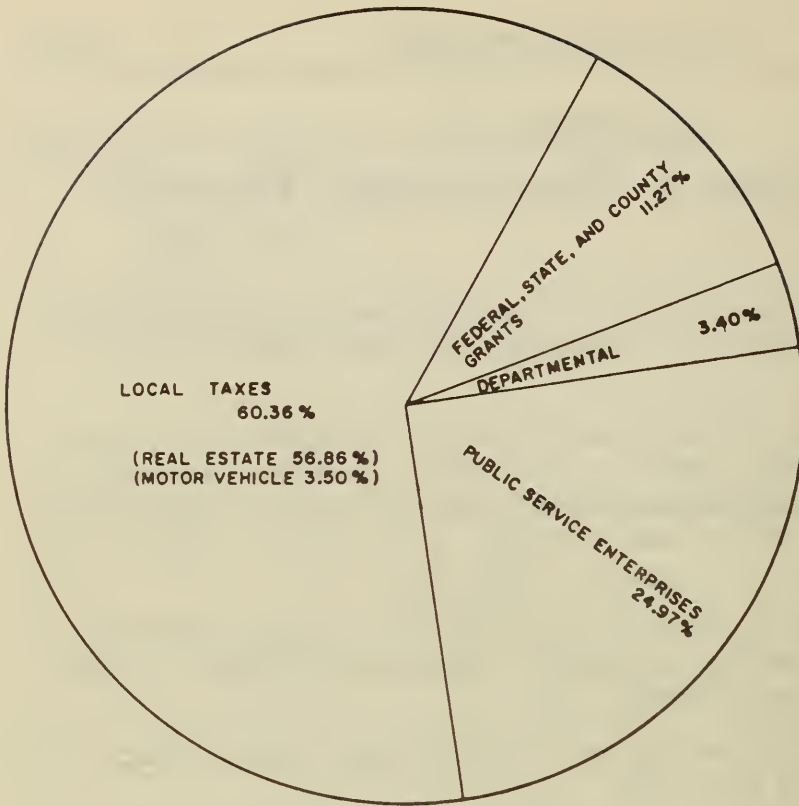 FEDERAL, STATE, AND COUNTY
GRANTS
11.27%
DEPARTMENTAL
3.40%
LOCAL TAXES
60.36%
(REAL ESTATE 56.86%)
(MOTOR VEHICLE 3.50%)
PUBLIC SERVICE ENTERPRISES
24.97%